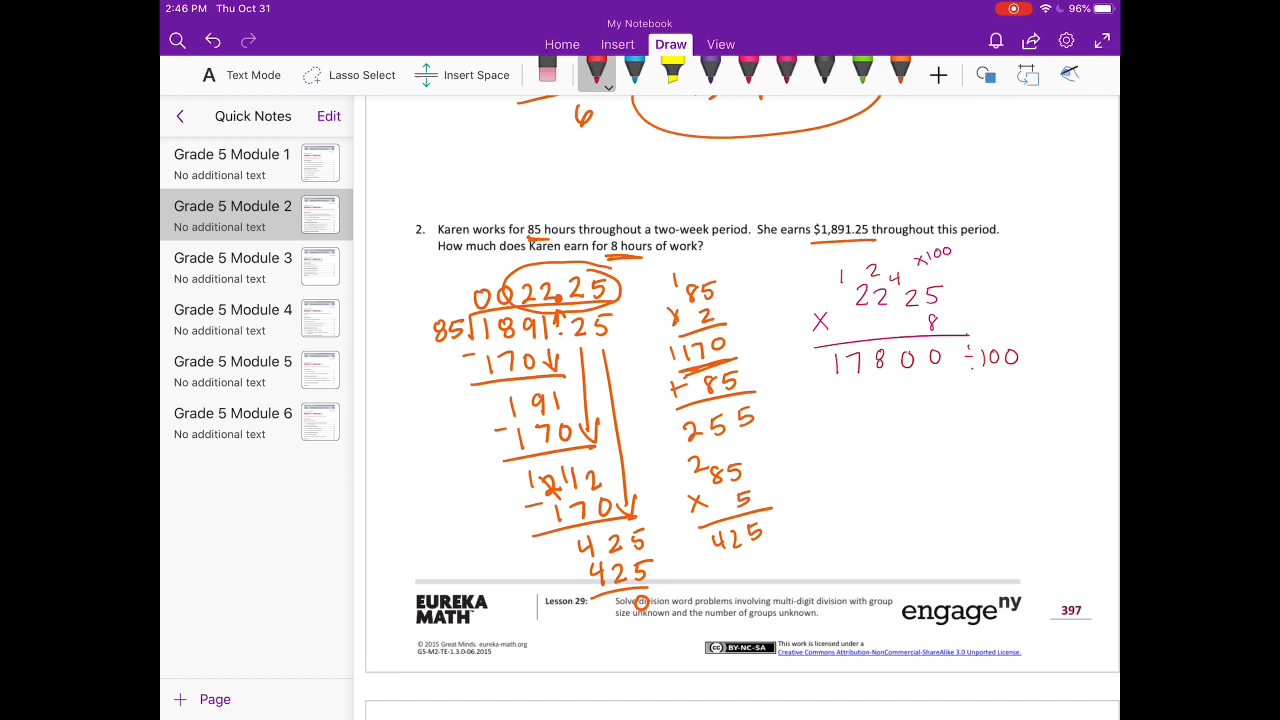 2:46 PM Thu Oct 31
96%
My Notebook
Home Insert Draw View
A Text Mode Lasso Select Insert Space
Quick Notes Edit
Grade 5 Module 1
No additional text
Grade 5 Module 2
No additional text
Grade 5 Module 3
No additional text
Grade 5 Module 4
No additional text
Grade 5 Module 5
No additional text
Grade 5 Module 6
No additional text
+ Page
6
2. Karen works for 85 hours throughout a two-week period. She earns $1,891.25 throughout this period.
How much does Karen earn for 8 hours of work?
0022.25
85 1891.25
-170
191
-170
212
-170
425
425
0
1
85
x 2
170
+ 85
255
2
85
x 5
425
1 2 4 x100
2225
x 8
17800 ÷100
EUREKA MATH
Lesson 29: Solve division word problems involving multi-digit division with group
size unknown and the number of groups unknown.
engage ny
397
© 2015 Great Minds. eureka-math.org
G5-M2-TE-1.3.0-06.2015
CC BY-NC-SA
This work is licensed under a
Creative Commons Attribution-NonCommercial-ShareAlike 3.0 Unported License.